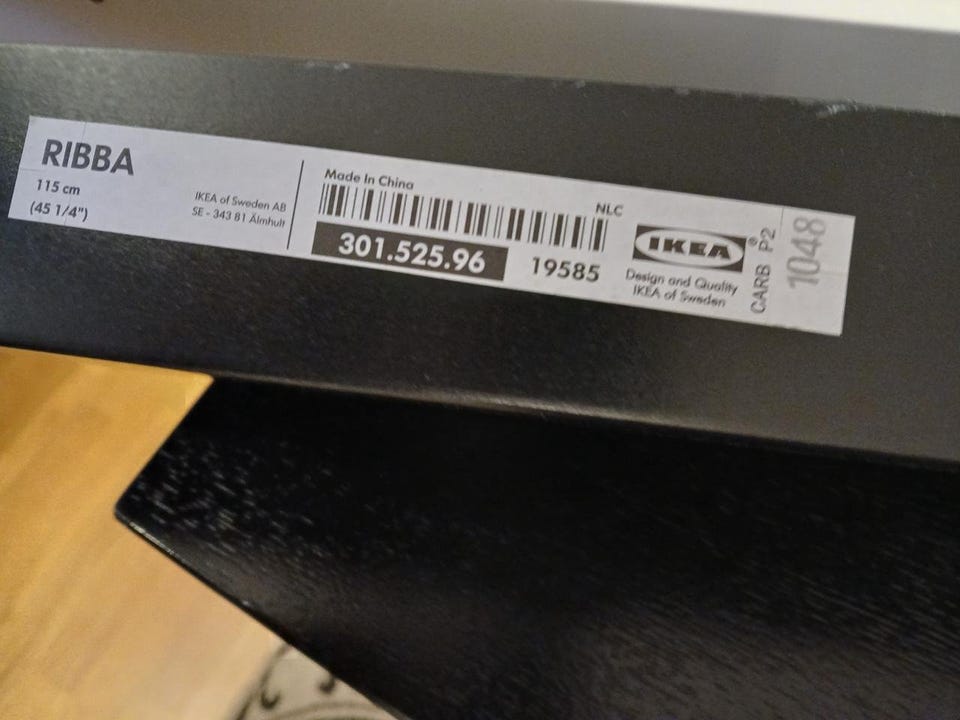 RIBBA
115 cm
(45 1/4")
IKEA of Sweden AB
SE - 343 81 Älmhult
Made In China
NLC
301.525.96
19585
IKEA®
Design and Quality
IKEA of Sweden
CARB P2
1048